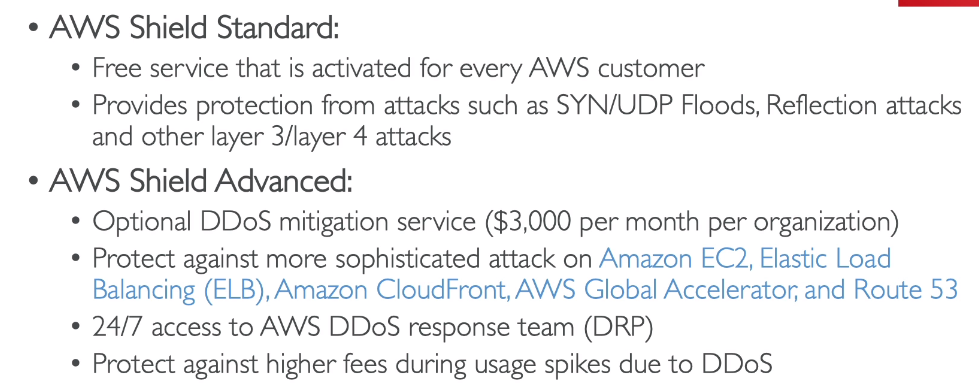 • AWS Shield Standard:
• Free service that is activated for every AWS customer
• Provides protection from attacks such as SYN/UDP Floods, Reflection attacks
and other layer 3/layer 4 attacks
• AWS Shield Advanced:
• Optional DDoS mitigation service ($3,000 per month per organization)
• Protect against more sophisticated attack on Amazon EC2, Elastic Load
Balancing (ELB), Amazon CloudFront, AWS Global Accelerator, and Route 53
• 24/7 access to AWS DDoS response team (DRP)
• Protect against higher fees during usage spikes due to DDoS